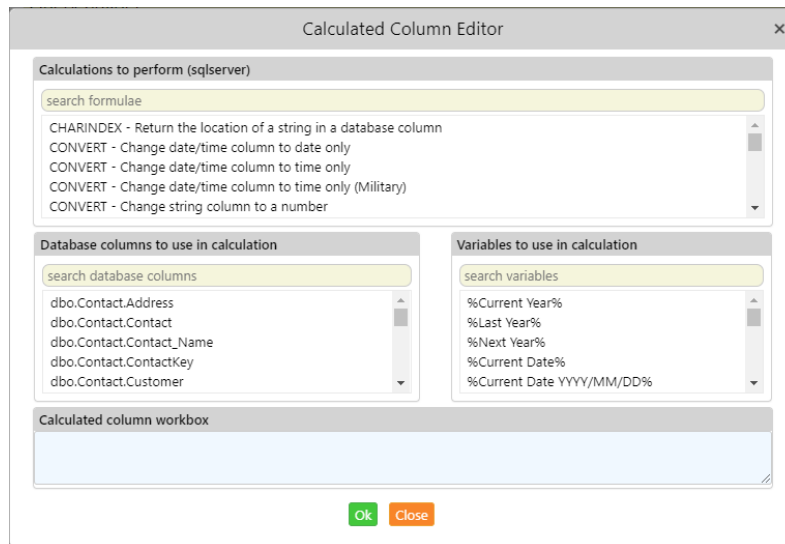 Calculated Column Editor
×
Calculations to perform (sqlserver)
search formulae
CHARINDEX - Return the location of a string in a database column
CONVERT - Change date/time column to date only
CONVERT - Change date/time column to time only
CONVERT - Change date/time column to time only (Military)
CONVERT - Change string column to a number
Database columns to use in calculation
search database columns
dbo.Contact.Address
dbo.Contact.Contact
dbo.Contact.Contact_Name
dbo.Contact.ContactKey
dbo.Contact.Customer
Variables to use in calculation
search variables
%Current Year%
%Last Year%
%Next Year%
%Current Date%
%Current Date YYYY/MM/DD%
Calculated column workbox
Ok
Close